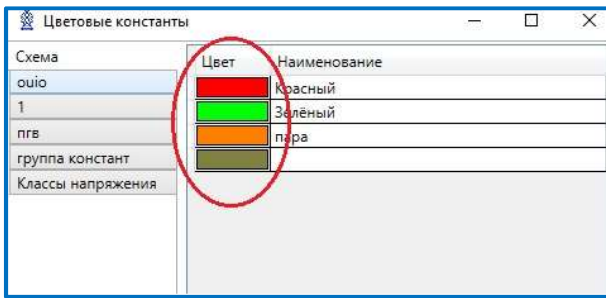 Цветовые константы
Схема
ouio
1
пгв
группа констант
Классы напряжения
Цвет Наименование
Красный
Зелёный
пара